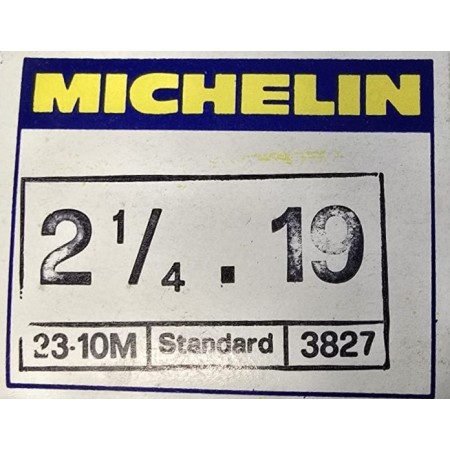 MICHELIN
2 1/4 . 19
23-10M Standard 3827